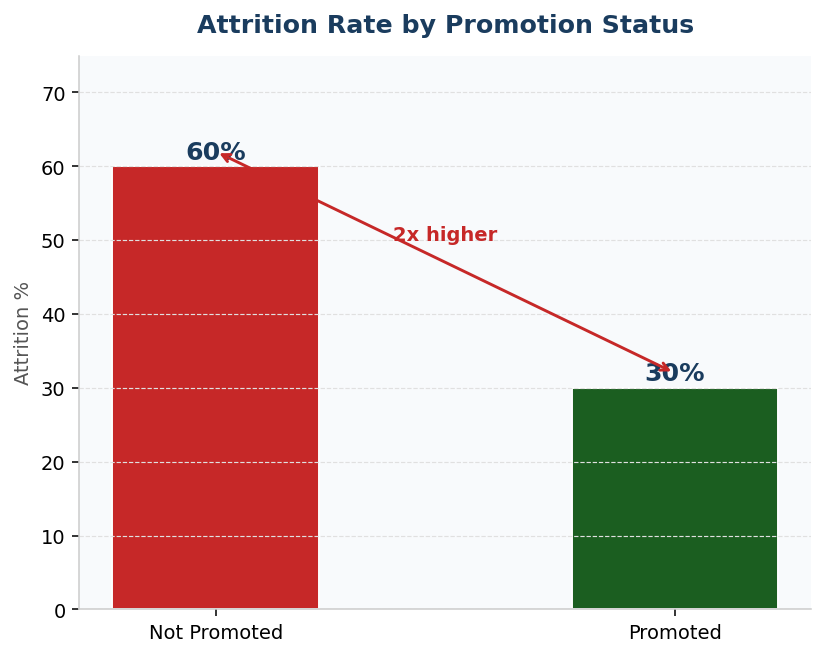 Attrition Rate by Promotion Status
Attrition %
70
60
50
40
30
20
10
0
60%
2x higher
30%
Not Promoted
Promoted